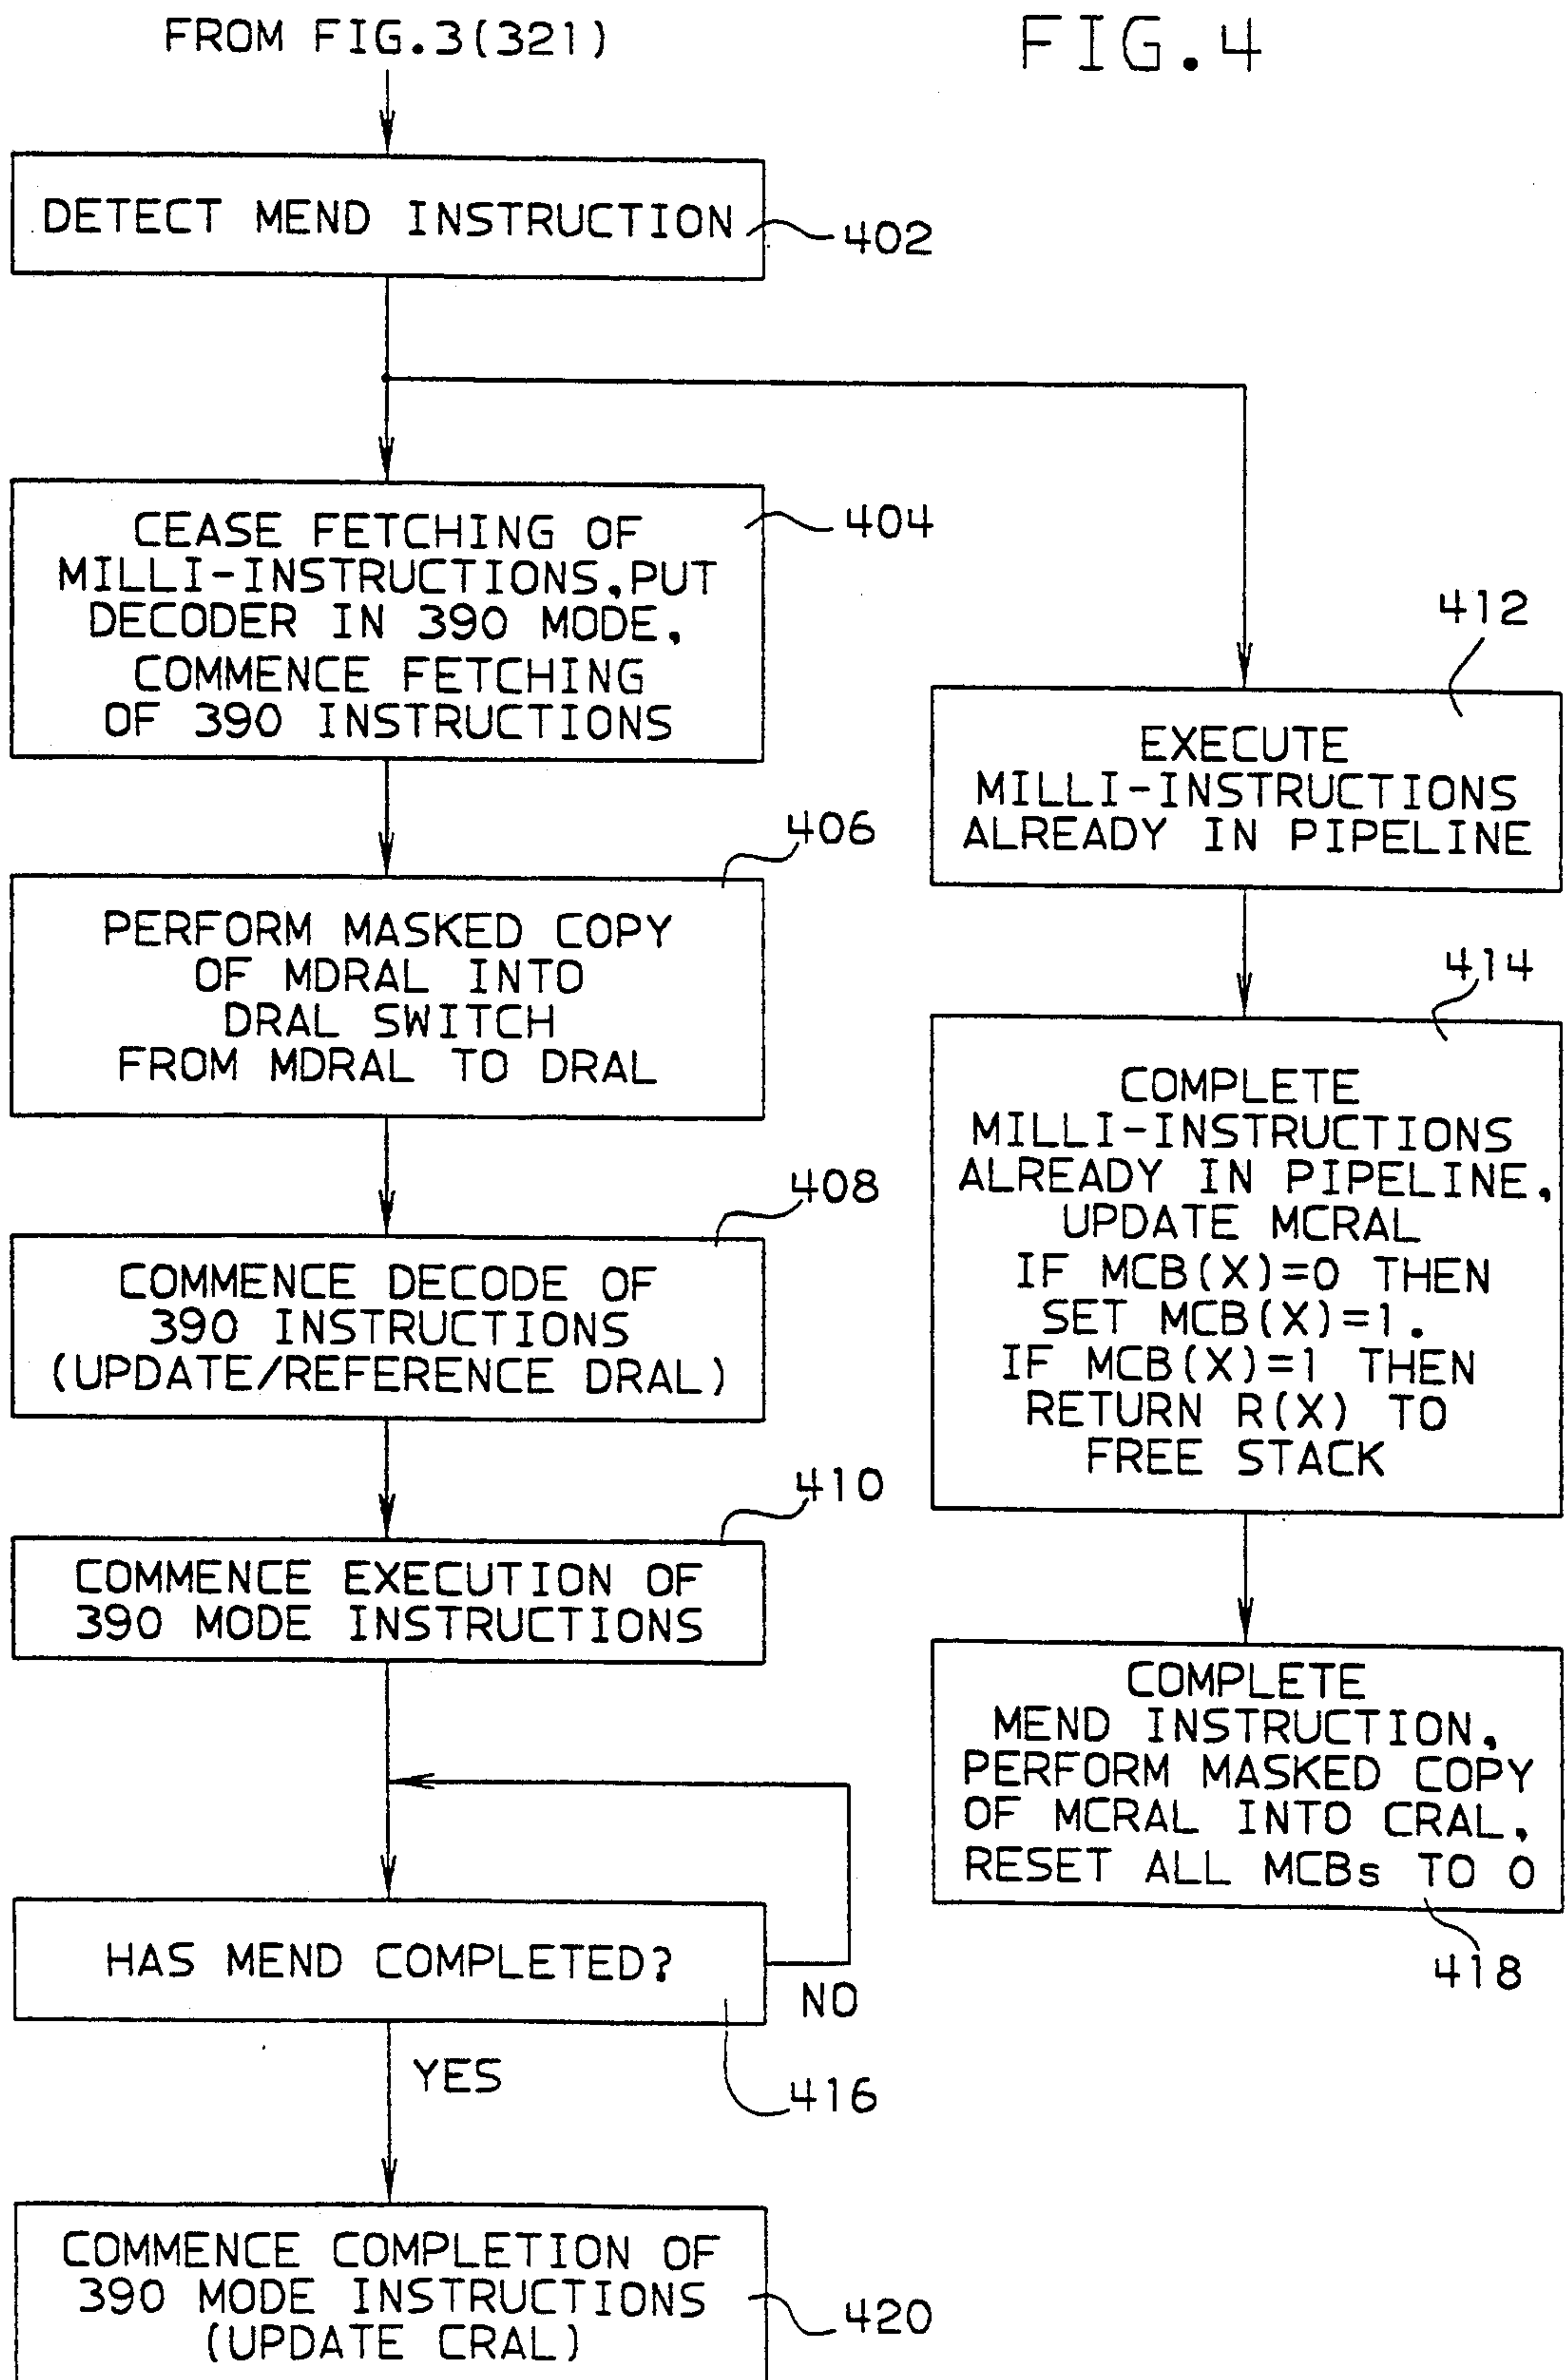 FROM FIG.3(321)
FIG.4
DETECT MEND INSTRUCTION
402
CEASE FETCHING OF
MILLI-INSTRUCTIONS,PUT
DECODER IN 390 MODE,
COMMENCE FETCHING
OF 390 INSTRUCTIONS
404
PERFORM MASKED COPY
OF MDRAL INTO
DRAL SWITCH
FROM MDRAL TO DRAL
406
COMMENCE DECODE OF
390 INSTRUCTIONS
(UPDATE/REFERENCE DRAL)
408
COMMENCE EXECUTION OF
390 MODE INSTRUCTIONS
410
HAS MEND COMPLETED?
NO
YES
416
COMMENCE COMPLETION OF
390 MODE INSTRUCTIONS
(UPDATE CRAL)
420
412
EXECUTE
MILLI-INSTRUCTIONS
ALREADY IN PIPELINE
414
COMPLETE
MILLI-INSTRUCTIONS
ALREADY IN PIPELINE,
UPDATE MCRAL
IF MCB(X)=0 THEN
SET MCB(X)=1.
IF MCB(X)=1 THEN
RETURN R(X) TO
FREE STACK
COMPLETE
MEND INSTRUCTION,
PERFORM MASKED COPY
OF MCRAL INTO CRAL,
RESET ALL MCBs TO 0
418